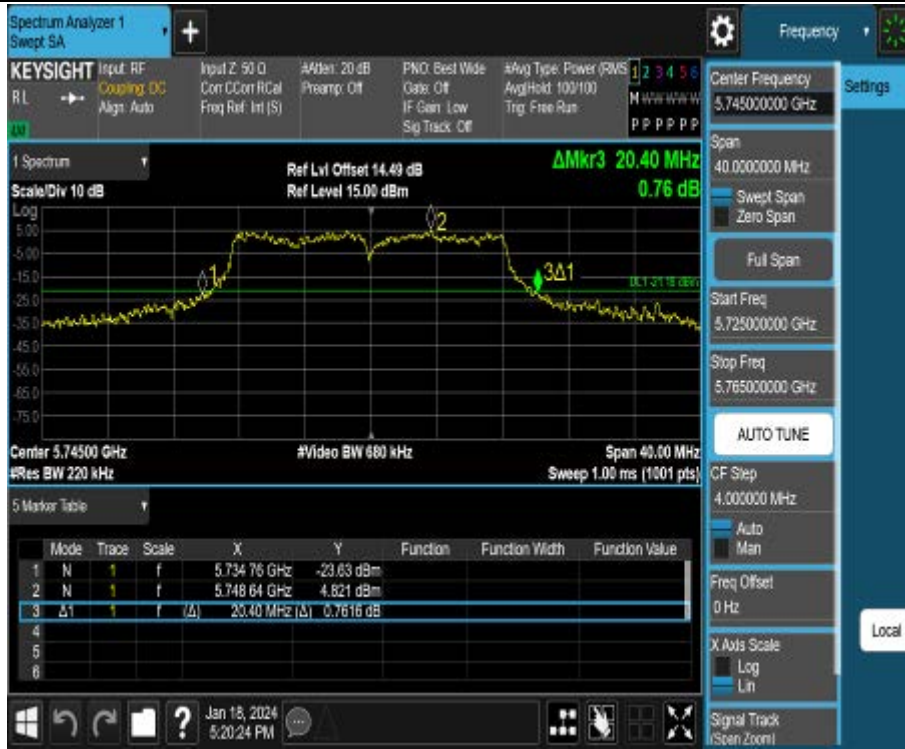 Spectrum Analyzer 1
Swept SA
+
Frequency
KEYSIGHT
RL
Input: RF
Coupling: DC
Align: Auto
Input Z: 50 Ω
Corr CCorr RCal
Freq Ref: Int (S)
#Atten: 20 dB
Preamp: Off
PNO: Best Wide
Gate: Off
IF Gain: Low
Sig Track: Off
#Avg Type: Power (RMS
Avg|Hold: 100/100
Trig: Free Run
1 2 3 4 5 6
M W W W W W
P P P P P P
Center Frequency
5.745000000 GHz
Settings
1 Spectrum
Scale/Div 10 dB
Ref Lvl Offset 14.49 dB
Ref Level 15.00 dBm
ΔMkr3 20.40 MHz
0.76 dB
Log
5.00
-5.00
-15.0
-25.0
-35.0
-45.0
-55.0
-65.0
-75.0
1
2
3Δ1
Center 5.74500 GHz
#Res BW 220 kHz
#Video BW 680 kHz
Span 40.00 MHz
Sweep 1.00 ms (1001 pts)
Span
40.0000000 MHz
Swept Span
Zero Span
Full Span
Start Freq
5.725000000 GHz
Stop Freq
5.765000000 GHz
AUTO TUNE
CF Step
4.000000 MHz
Auto
Man
Freq Offset
0 Hz
X Axis Scale
Log
Lin
Signal Track
(Span Zoom)
Local
5 Marker Table
Mode Trace Scale X Y Function Function Width Function Value
1 N 1 f 5.734 76 GHz -23.63 dBm
2 N 1 f 5.748 64 GHz 4.821 dBm
3 Δ1 1 f (Δ) 20.40 MHz (Δ) 0.7616 dB
4
5
6
?
Jan 18, 2024
5:20:24 PM